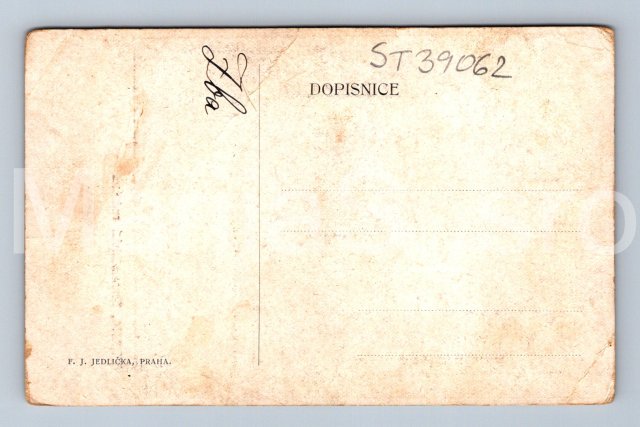 ST39062
DOPISNICE
F. J. JEDLIČKA, PRAHA.